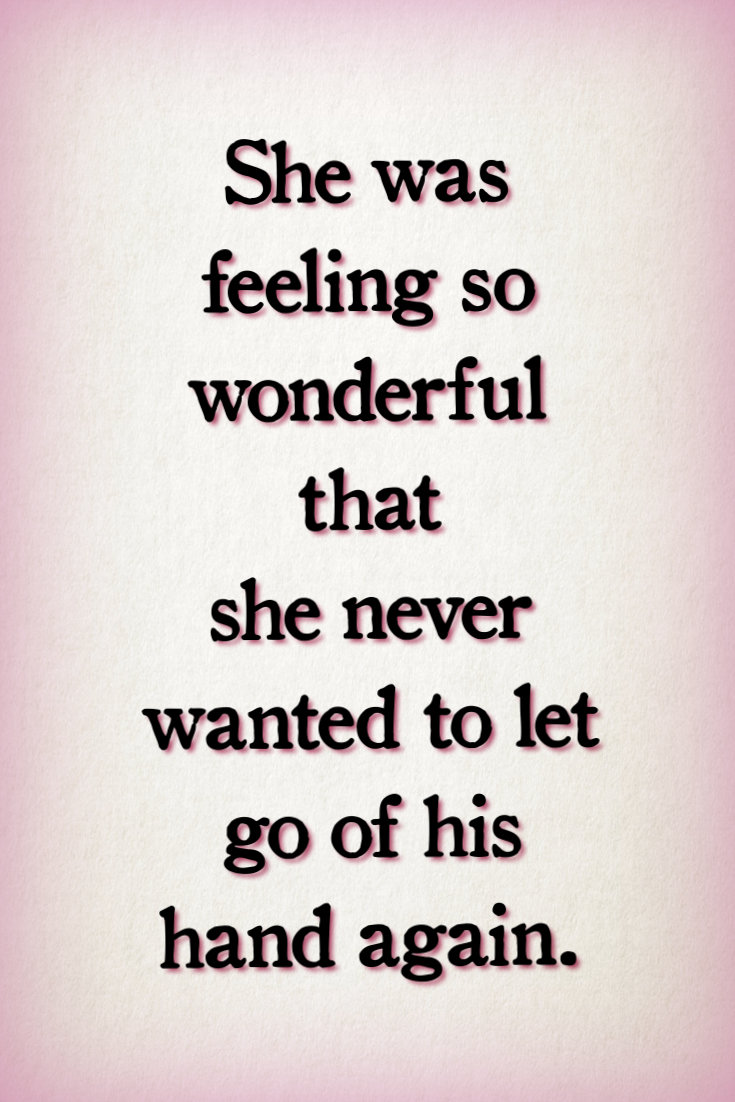 She was
feeling so
wonderful
that
she never
wanted to let
go of his
hand again.